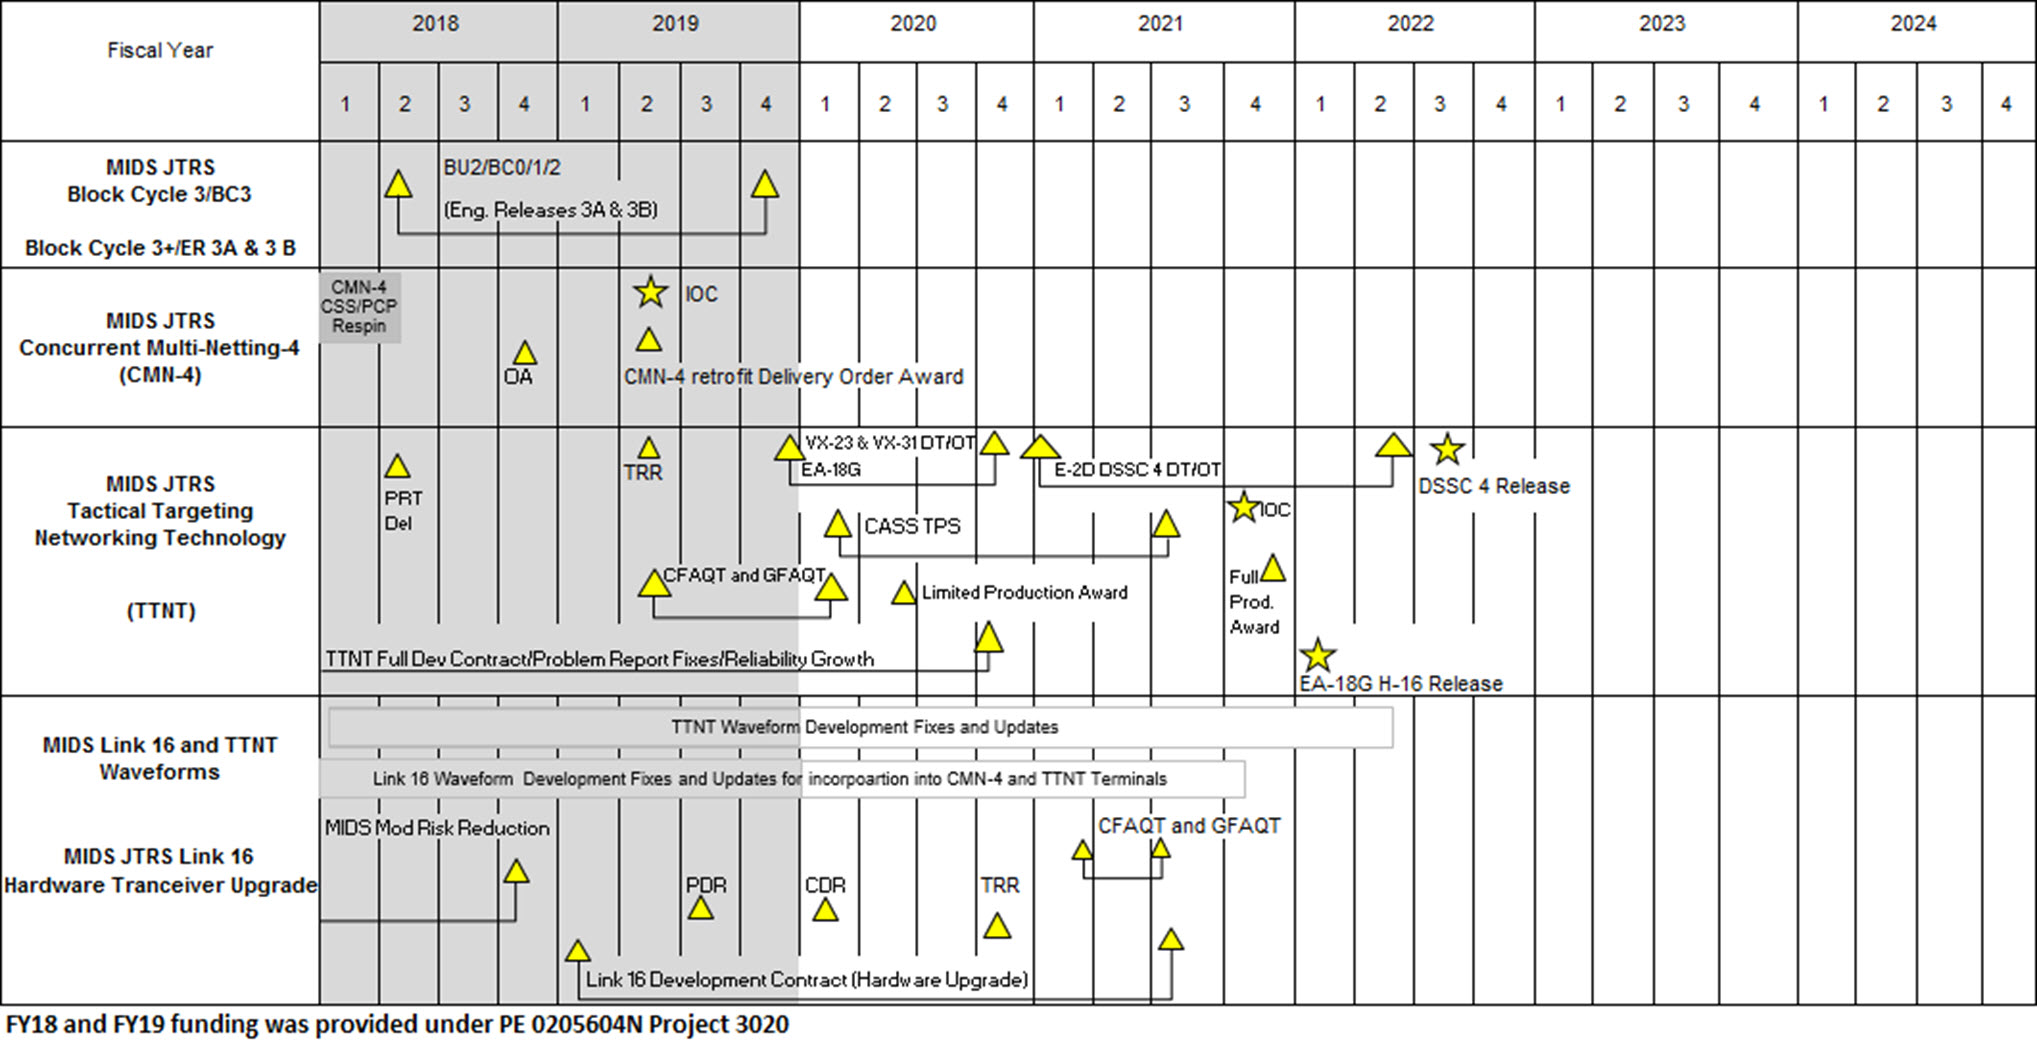 Fiscal Year
2018 2019 2020 2021 2022 2023 2024
1 2 3 4 1 2 3 4 1 2 3 4 1 2 3 4 1 2 3 4 1 2 3 4 1 2 3 4
MIDS JTRS
Block Cycle 3/BC3
Block Cycle 3+/ER 3A & 3 B
BU2/BC0/1/2
(Eng. Releases 3A & 3B)
MIDS JTRS
Concurrent Multi-Netting-4
(CMN-4)
CMN-4
CSS/PCP
Respin
OA
IOC
CMN-4 retrofit Delivery Order Award
MIDS JTRS
Tactical Targeting
Networking Technology
(TTNT)
PRT
Del
TRR
VX-23 & VX-31 DT/OT
EA-18G
E-2D DSSC 4 DT/OT
DSSC 4 Release
IOC
CASS TPS
CFAQT and GFAQT
Limited Production Award
Full
Prod.
Award
TTNT Full Dev Contract/Problem Report Fixes/Reliability Growth
EA-18G H-16 Release
MIDS Link 16 and TTNT
Waveforms
TTNT Waveform Development Fixes and Updates
Link 16 Waveform Development Fixes and Updates for incorpoartion into CMN-4 and TTNT Terminals
MIDS JTRS Link 16
Hardware Tranceiver Upgrade
MIDS Mod Risk Reduction
CFAQT and GFAQT
PDR
CDR
TRR
Link 16 Development Contract (Hardware Upgrade)
FY18 and FY19 funding was provided under PE 0205604N Project 3020